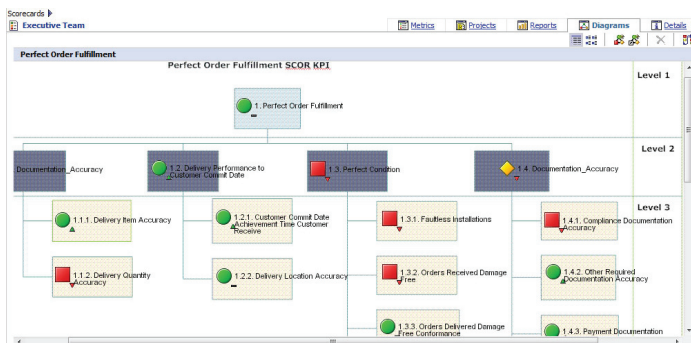 Scorecards
Executive Team
Metrics
Projects
Reports
Diagrams
Details
Perfect Order Fulfillment
Perfect Order Fulfillment SCOR KPI
Level 1
1. Perfect Order Fulfillment
Level 2
Documentation_Accuracy
1.2. Delivery Performance to
Customer Commit Date
1.3. Perfect Condition
1.4. Documentation_Accuracy
Level 3
1.1.1. Delivery Item Accuracy
1.2.1. Customer Commit Date
Achievement Time Customer
Receive
1.3.1. Faultless Installations
1.4.1. Compliance Documentation
Accuracy
1.1.2. Delivery Quantity
Accuracy
1.2.2. Delivery Location Accuracy
1.3.2. Orders Received Damage
Free
1.4.2. Other Required
Documentation Accuracy
1.3.3. Orders Delivered Damage
Free Conformance
1.4.3. Payment Documentation